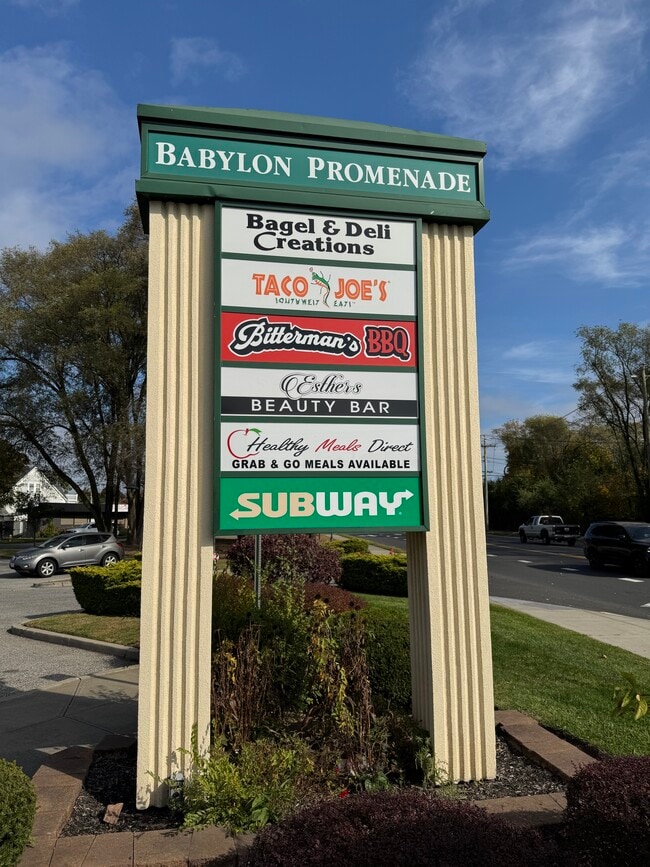 BABYLON PROMENADE
Bagel & Deli
Creations
TACO JOE'S
SOUTHWEST EATS
Bitterman's BBQ
Esthers
BEAUTY BAR
Healthy Meals Direct
GRAB & GO MEALS AVAILABLE
SUBWAY